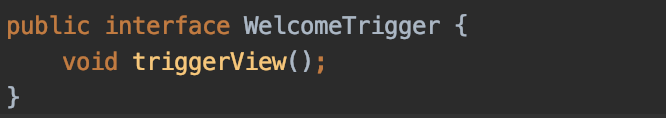 public interface WelcomeTrigger {
    void triggerView();
}